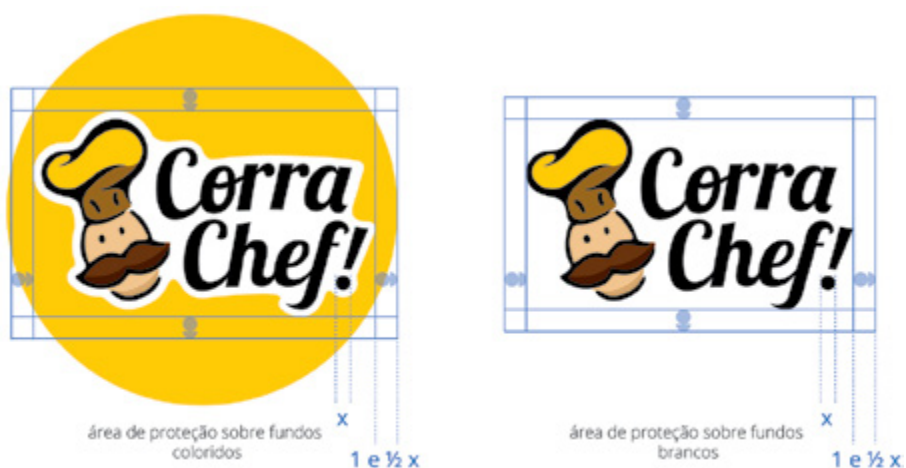 Corra
Chef!
x
área de proteção sobre fundos
coloridos
1 e ½ x
Corra
Chef!
x
área de proteção sobre fundos
brancos
1 e ½ x